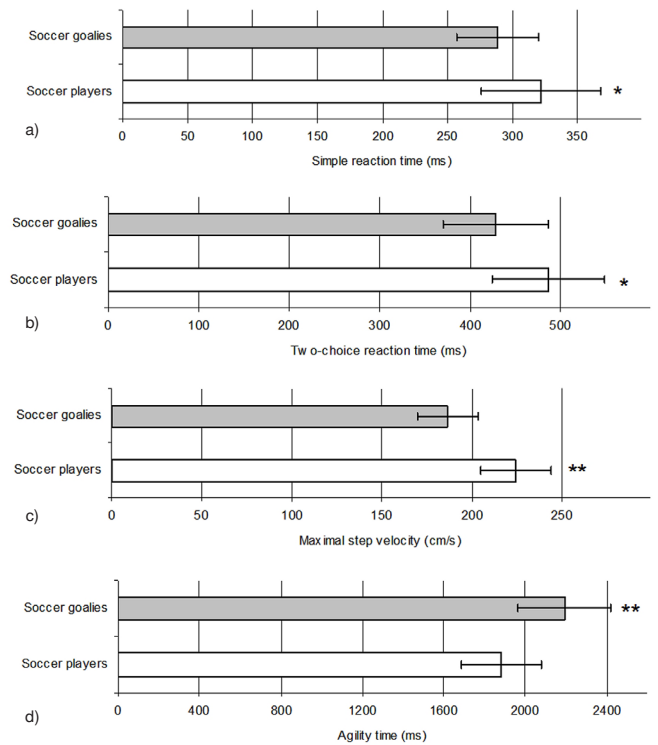 Soccer goalies
Soccer players
*
a)
0 50 100 150 200 250 300 350
Simple reaction time (ms)
Soccer goalies
Soccer players
*
b)
0 100 200 300 400 500
Two-choice reaction time (ms)
Soccer goalies
Soccer players
**
c)
0 50 100 150 200 250
Maximal step velocity (cm/s)
Soccer goalies
**
Soccer players
d)
0 400 800 1200 1600 2000 2400
Agility time (ms)